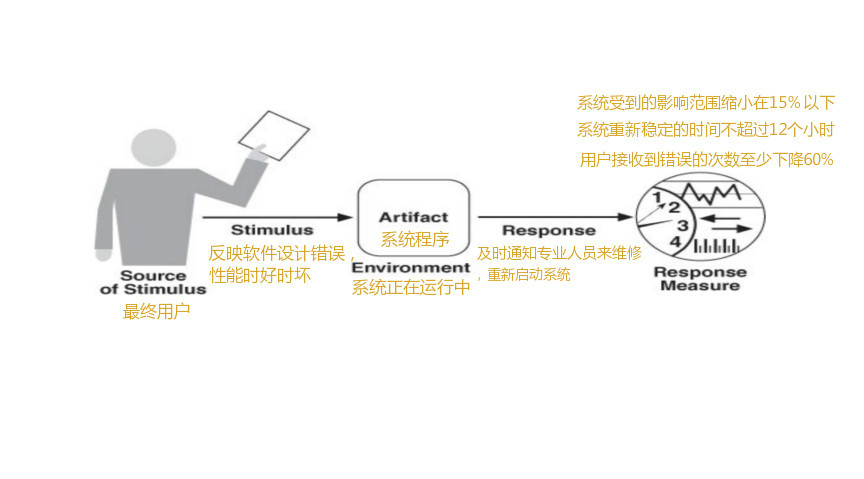 系统受到的影响范围缩小在15%以下
系统重新稳定的时间不超过12个小时
用户接收到错误的次数至少下降60%
Source
of Stimulus
最终用户
Stimulus
反映软件设计错误，
性能时好时坏
Artifact
系统程序
Environment
系统正在运行中
Response
及时通知专业人员来维修
，重新启动系统
1
2
3
4
Response
Measure